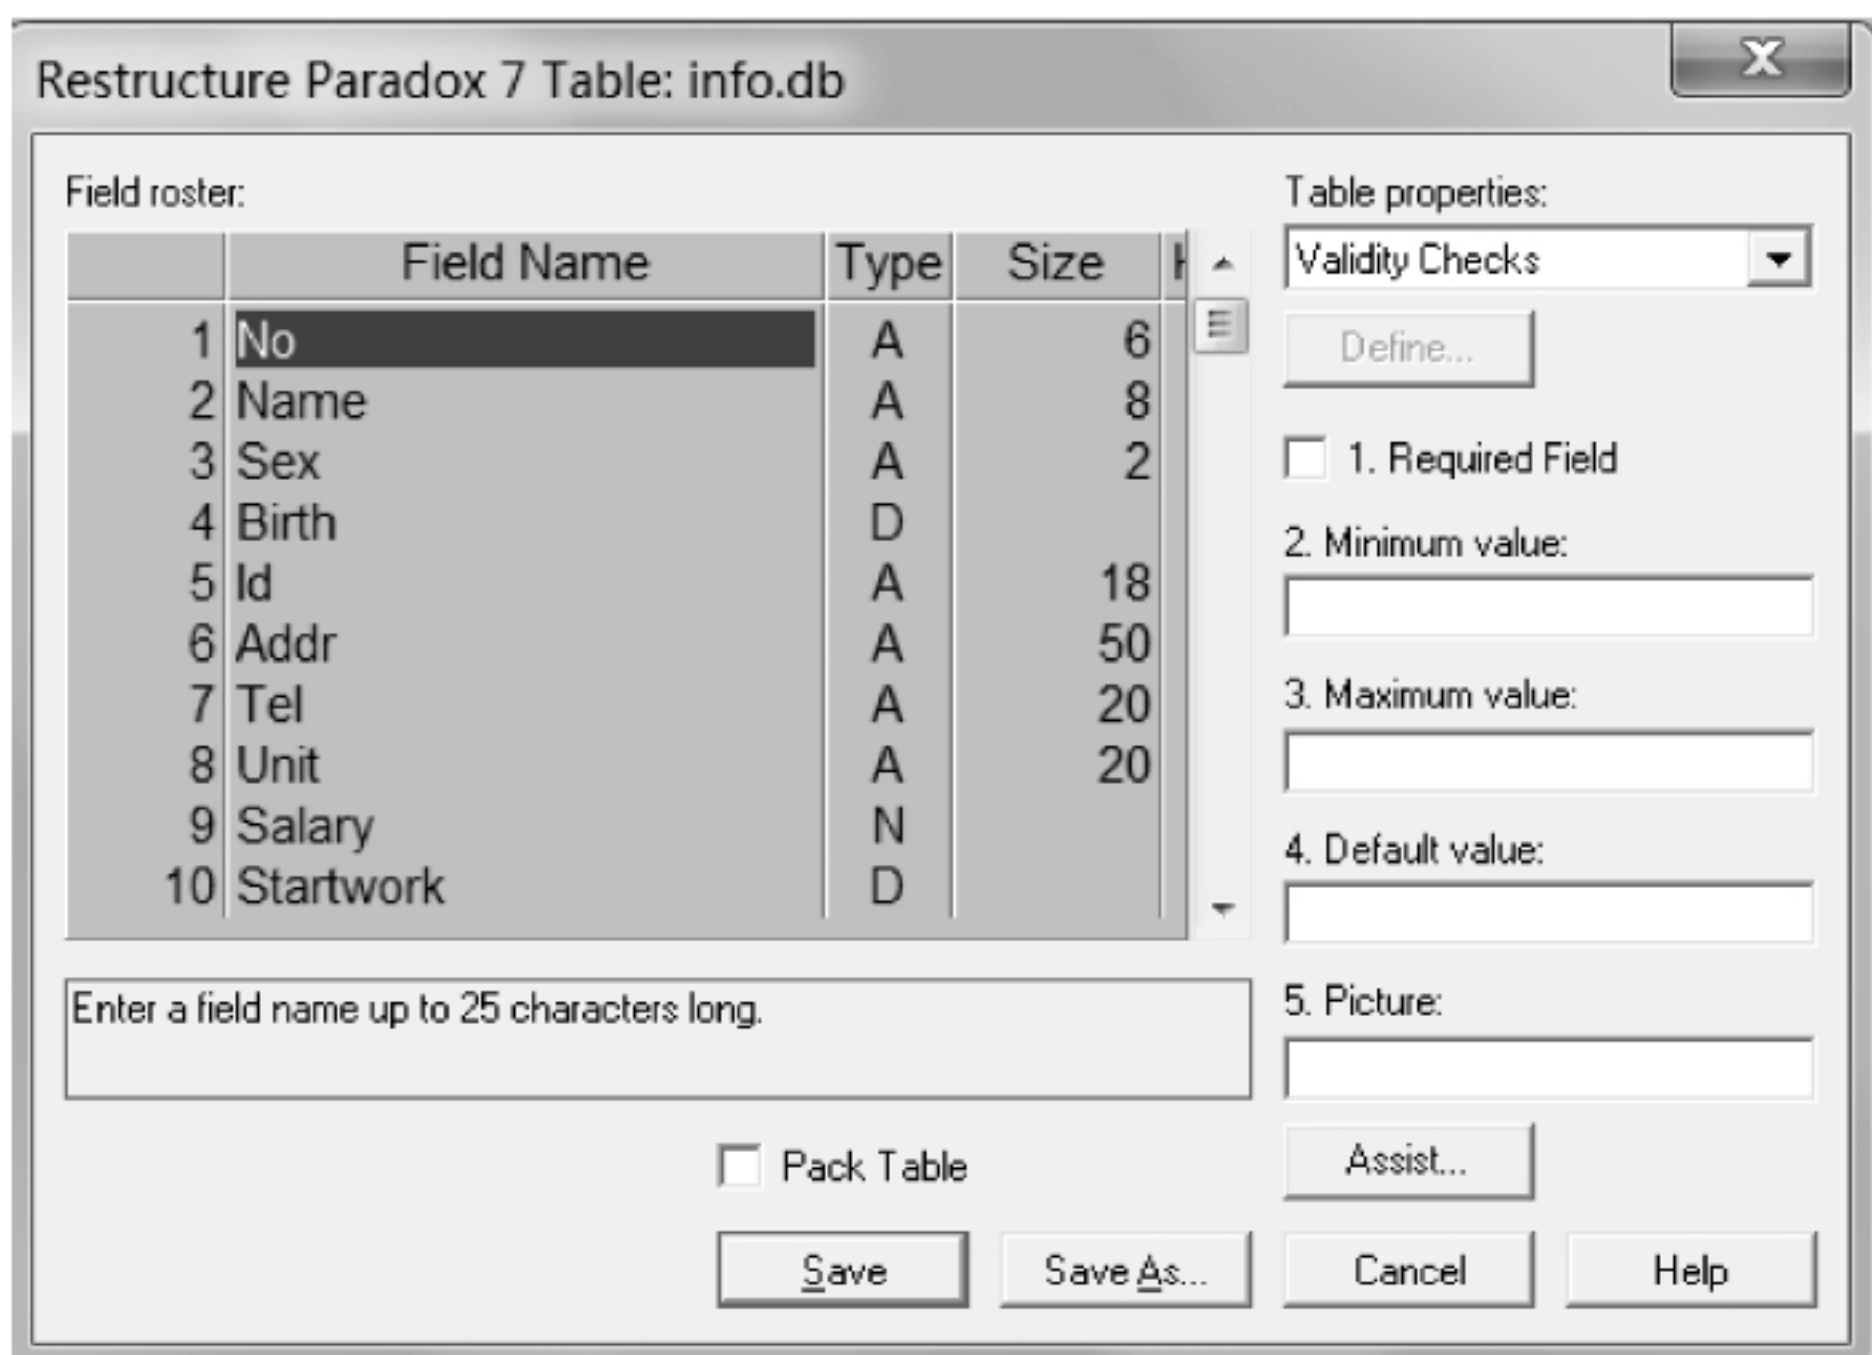 Restructure Paradox 7 Table: info.db
X
Field roster:
Field Name Type Size
1 No A 6
2 Name A 8
3 Sex A 2
4 Birth D
5 Id A 18
6 Addr A 50
7 Tel A 20
8 Unit A 20
9 Salary N
10 Startwork D
Enter a field name up to 25 characters long.
Pack Table
Save Save As...
Table properties:
Validity Checks
Define...
1. Required Field
2. Minimum value:
3. Maximum value:
4. Default value:
5. Picture:
Assist...
Cancel Help